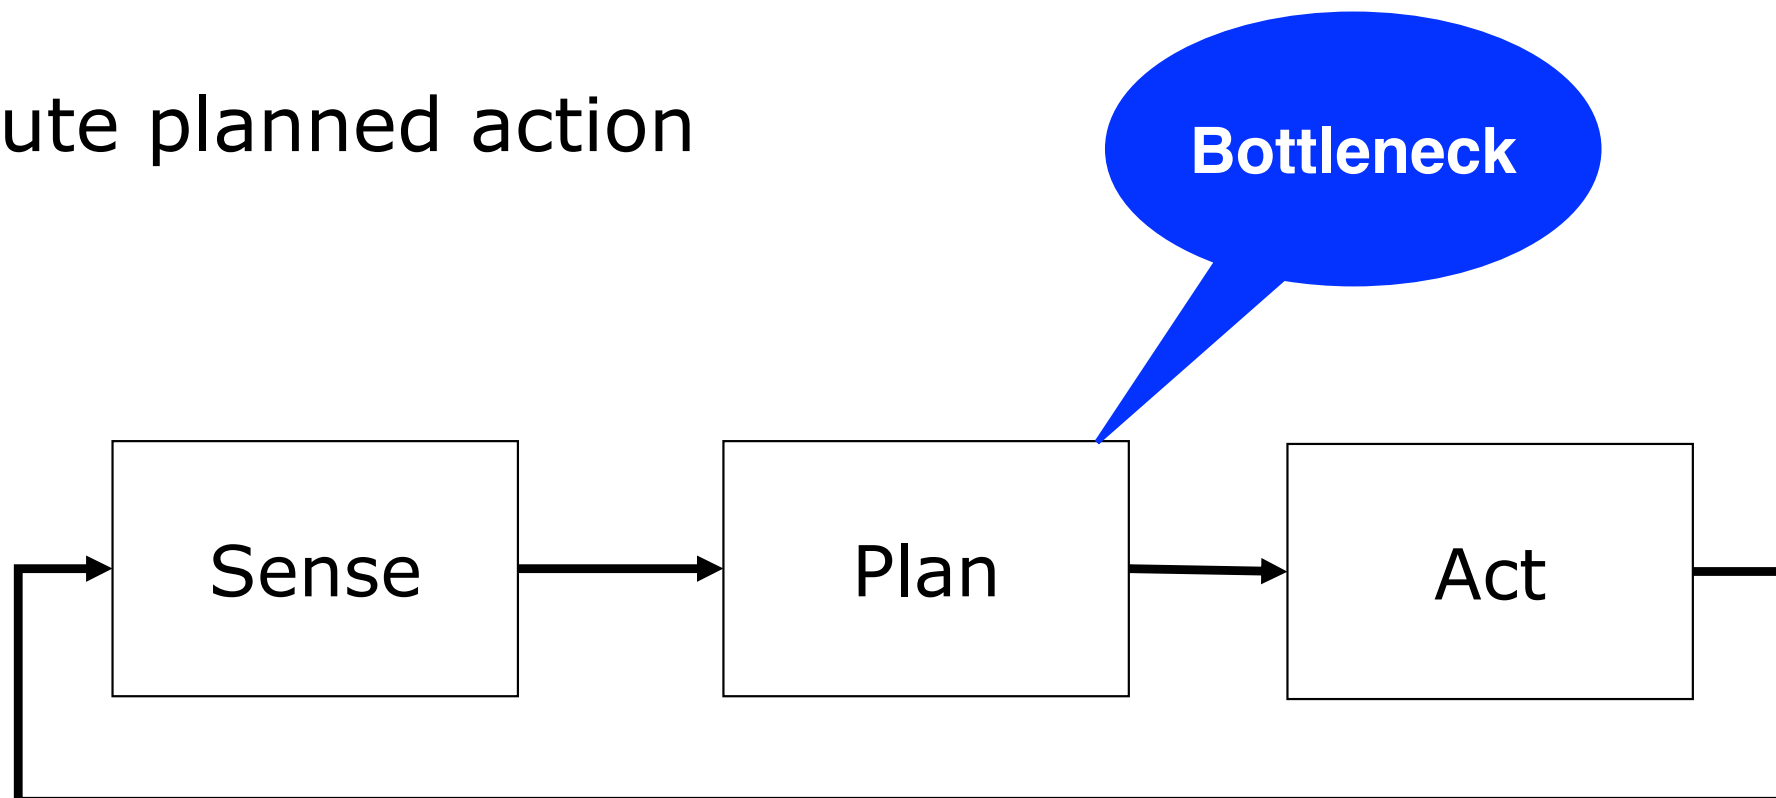 ute planned action
Bottleneck
Sense
Plan
Act